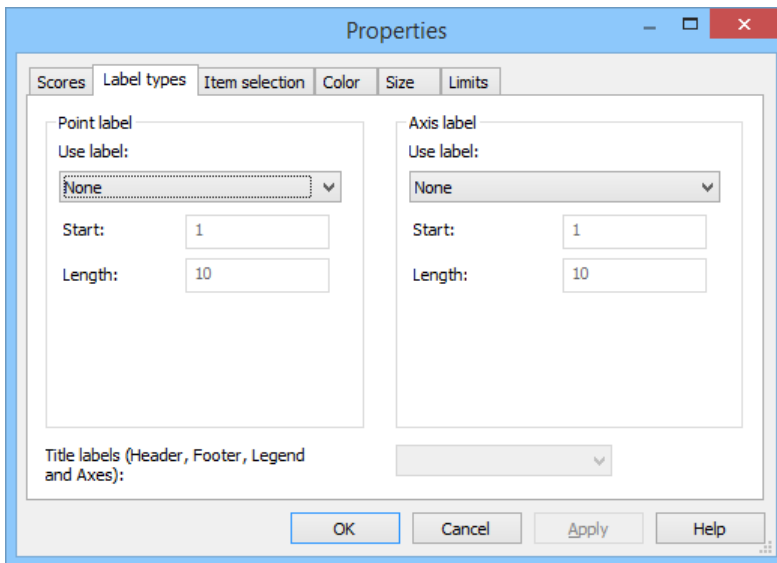 Properties
Scores Label types Item selection Color Size Limits
Point label
Use label:
None
Start: 1
Length: 10
Axis label
Use label:
None
Start: 1
Length: 10
Title labels (Header, Footer, Legend
and Axes):
OK Cancel Apply Help